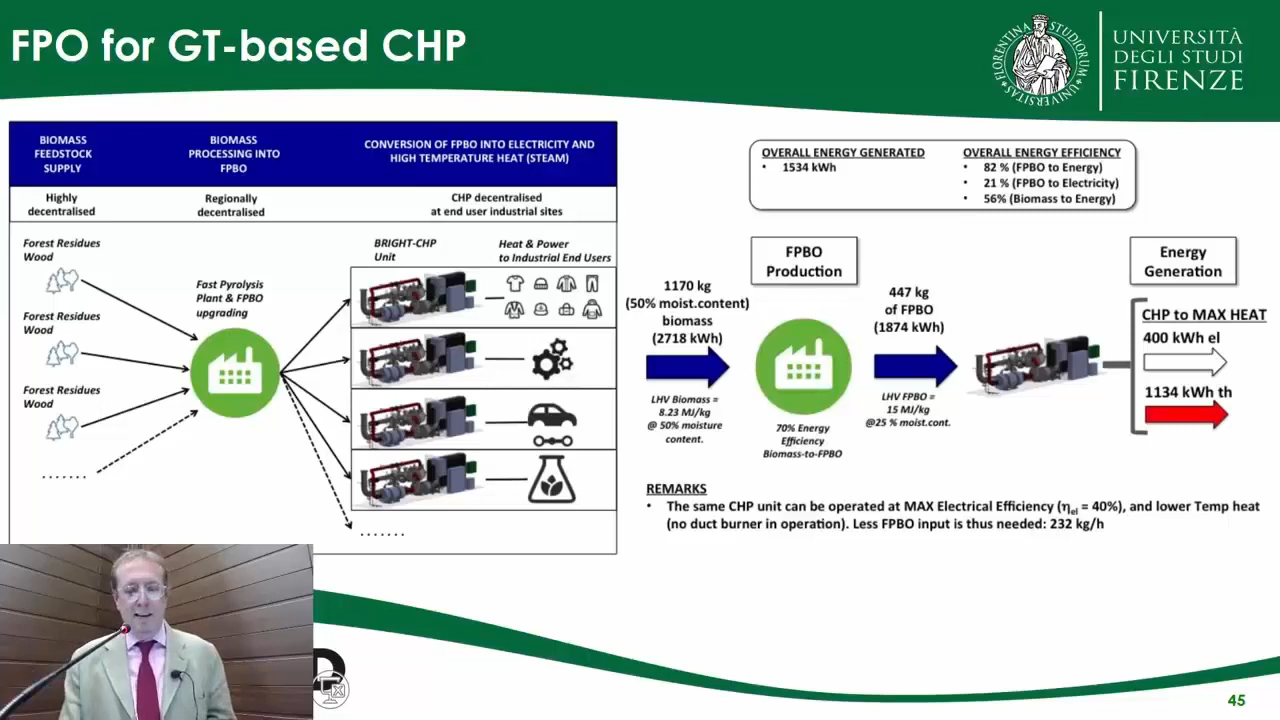 FPO for GT-based CHP
UNIVERSITÀ
DEGLI STUDI
FIRENZE
BIOMASS
FEEDSTOCK
SUPPLY
BIOMASS
PROCESSING INTO
FPBO
CONVERSION OF FPBO INTO ELECTRICITY AND
HIGH TEMPERATURE HEAT (STEAM)
Highly
decentralised
Regionally
decentralised
CHP decentralised
at end user industrial sites
Forest Residues
Wood
Forest Residues
Wood
Forest Residues
Wood
.......
Fast Pyrolysis
Plant & FPBO
upgrading
BRIGHT-CHP
Unit
Heat & Power
to Industrial End Users
.......
OVERALL ENERGY GENERATED
• 1534 kWh
OVERALL ENERGY EFFICIENCY
• 82 % (FPBO to Energy)
• 21 % (FPBO to Electricity)
• 56% (Biomass to Energy)
1170 kg
(50% moist.content)
biomass
(2718 kWh)
LHV Biomass =
8.23 MJ/kg
@ 50% moisture
content.
FPBO
Production
70% Energy
Efficiency
Biomass-to-FPBO
447 kg
of FPBO
(1874 kWh)
LHV FPBO =
15 MJ/kg
@25 % moist.cont.
Energy
Generation
CHP to MAX HEAT
400 kWh el
1134 kWh th
REMARKS
• The same CHP unit can be operated at MAX Electrical Efficiency (ηel = 40%), and lower Temp heat
(no duct burner in operation). Less FPBO input is thus needed: 232 kg/h
45